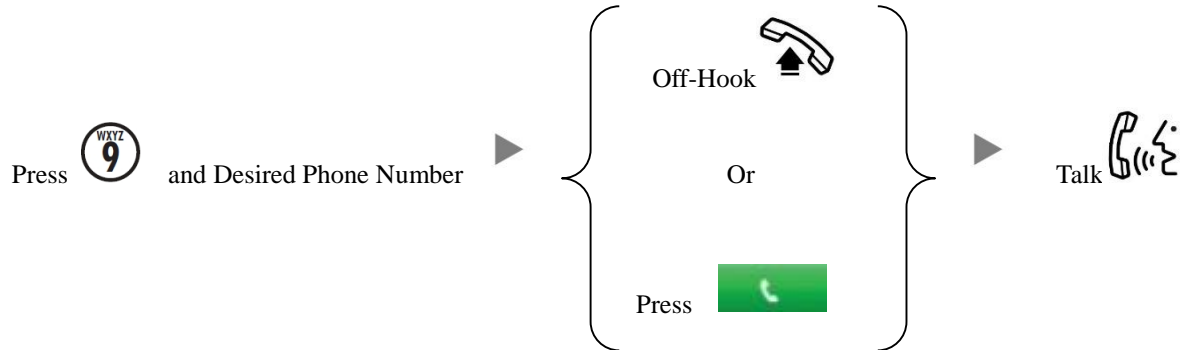 Off-Hook
WXYZ
Press 9 and Desired Phone Number
Or
Talk
Press